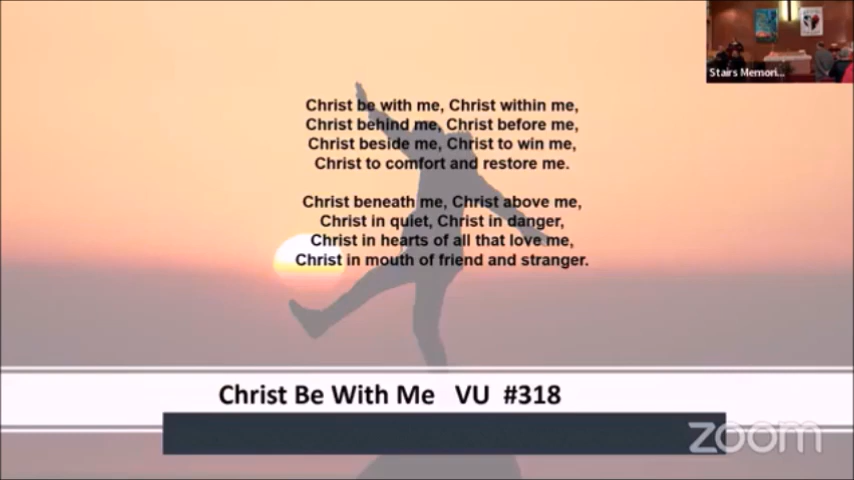 Stairs Memori...
Christ be with me, Christ within me,
Christ behind me, Christ before me,
Christ beside me, Christ to win me,
Christ to comfort and restore me.
Christ beneath me, Christ above me,
Christ in quiet, Christ in danger,
Christ in hearts of all that love me,
Christ in mouth of friend and stranger.
Christ Be With Me VU #318
zoom